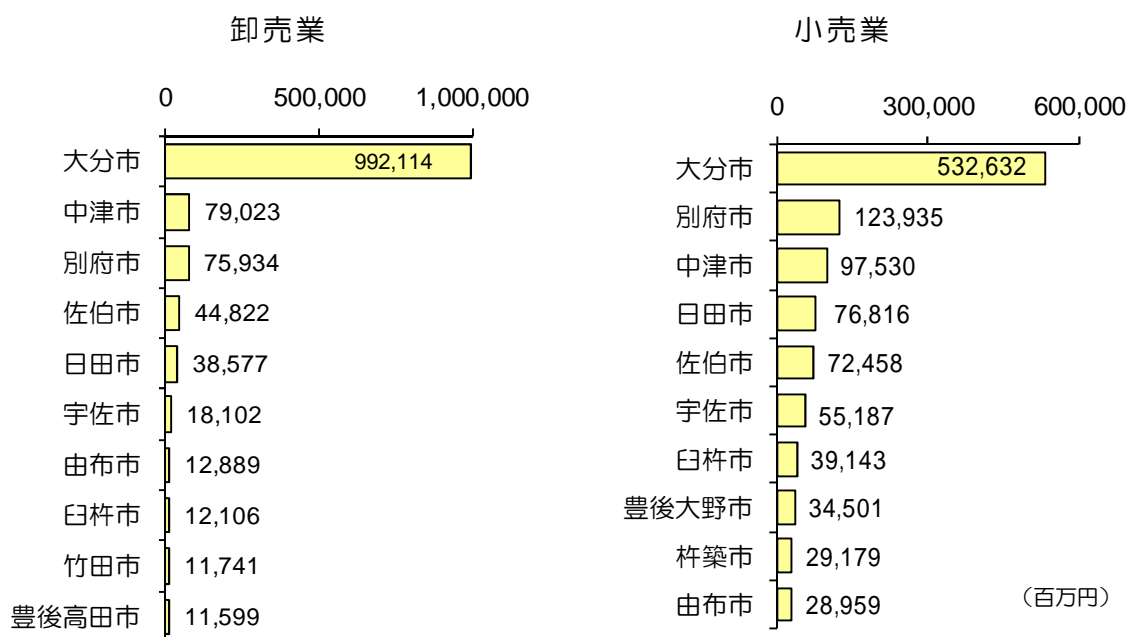 卸売業
0 500,000 1,000,000
大分市 992,114
中津市 79,023
別府市 75,934
佐伯市 44,822
日田市 38,577
宇佐市 18,102
由布市 12,889
臼杵市 12,106
竹田市 11,741
豊後高田市 11,599
小売業
0 300,000 600,000
大分市 532,632
別府市 123,935
中津市 97,530
日田市 76,816
佐伯市 72,458
宇佐市 55,187
臼杵市 39,143
豊後大野市 34,501
杵築市 29,179
由布市 28,959
（百万円）